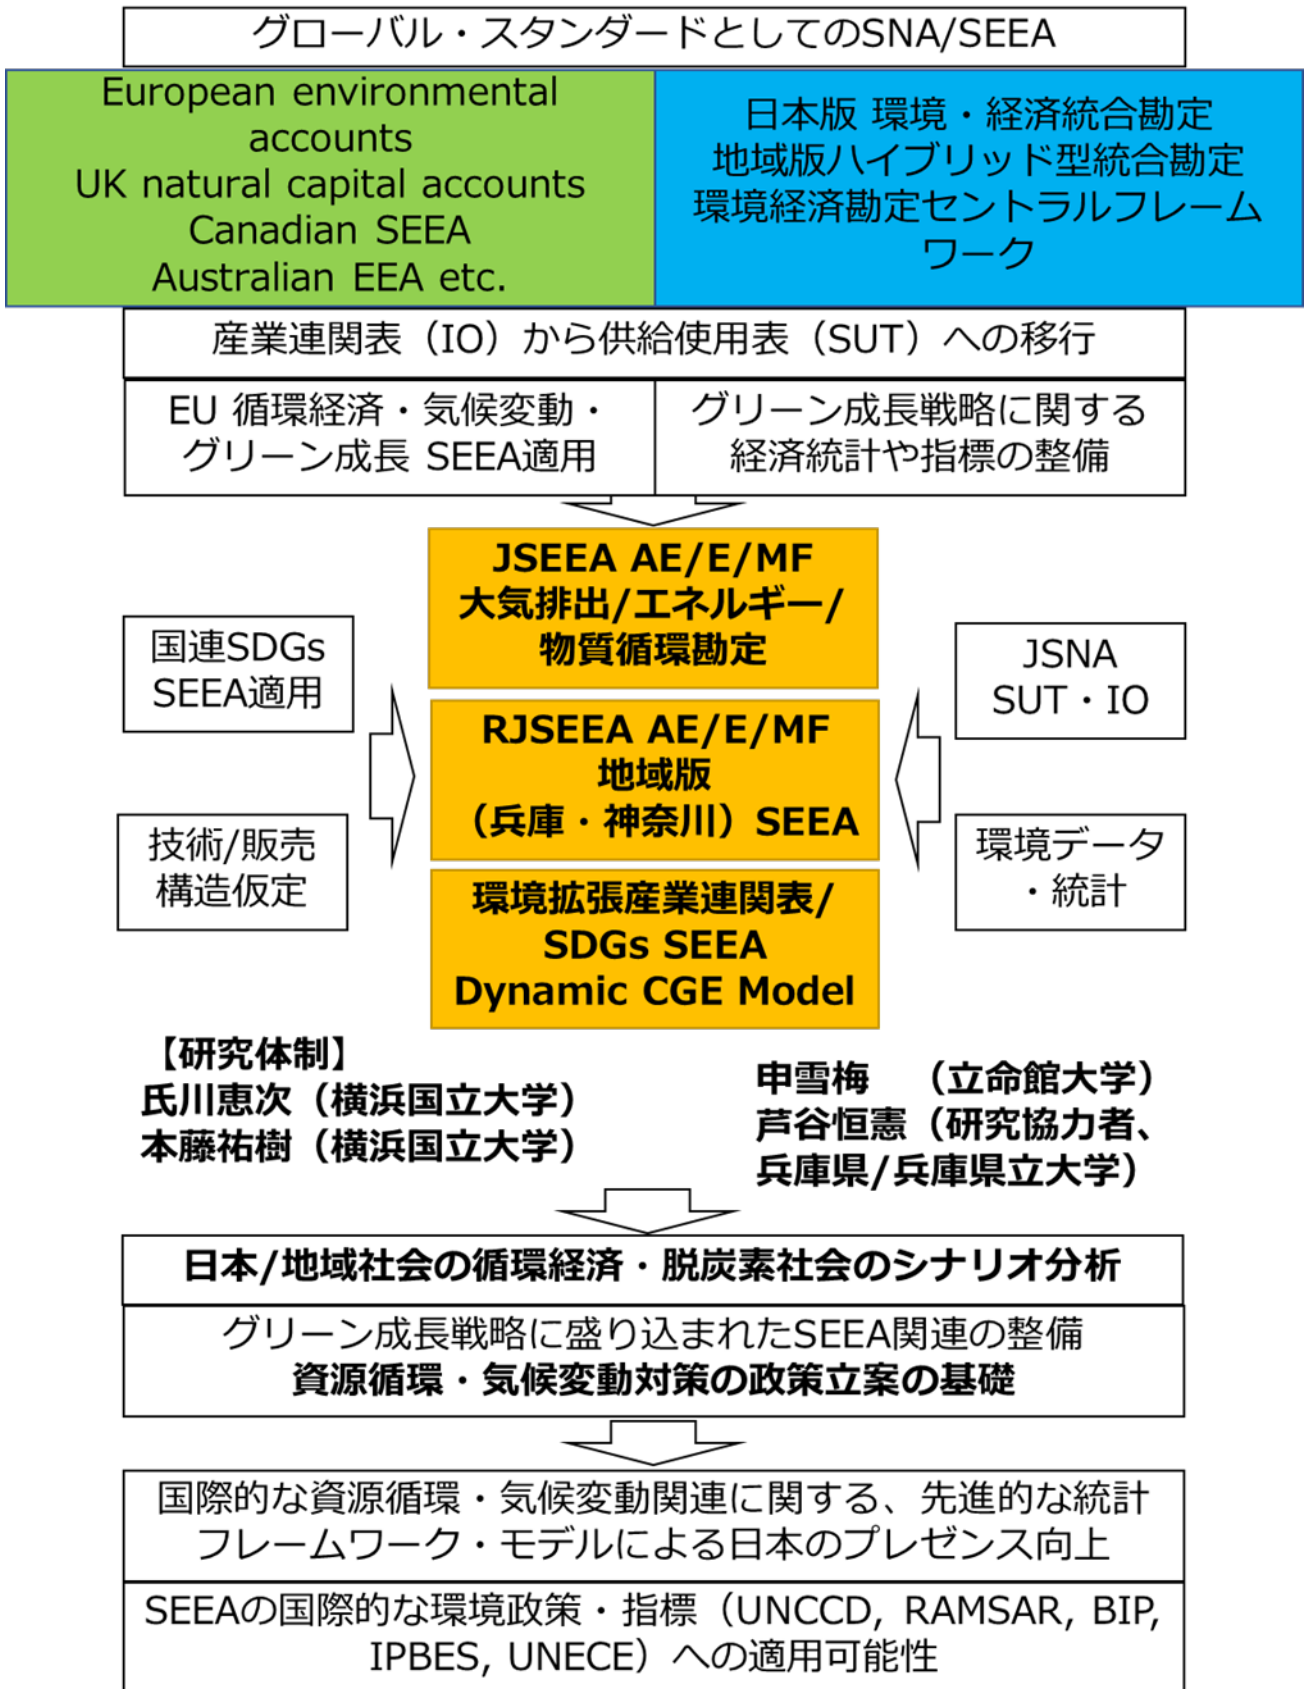 グローバル・スタンダードとしてのSNA/SEEA
European environmental
accounts
UK natural capital accounts
Canadian SEEA
Australian EEA etc.
日本版 環境・経済統合勘定
地域版ハイブリッド型統合勘定
環境経済勘定セントラルフレーム
ワーク
産業連関表（IO）から供給使用表（SUT）への移行
EU 循環経済・気候変動・
グリーン成長 SEEA適用
グリーン成長戦略に関する
経済統計や指標の整備
JSEEA AE/E/MF
大気排出/エネルギー/
物質循環勘定
国連SDGs
SEEA適用
JSNA
SUT・IO
RJSEEA AE/E/MF
地域版
（兵庫・神奈川）SEEA
技術/販売
構造仮定
環境データ
・統計
環境拡張産業連関表/
SDGs SEEA
Dynamic CGE Model
【研究体制】
氏川恵次（横浜国立大学）
本藤祐樹（横浜国立大学）
申雪梅　（立命館大学）
芦谷恒憲（研究協力者、
兵庫県/兵庫県立大学）
日本/地域社会の循環経済・脱炭素社会のシナリオ分析
グリーン成長戦略に盛り込まれたSEEA関連の整備
資源循環・気候変動対策の政策立案の基礎
国際的な資源循環・気候変動関連に関する、先進的な統計
フレームワーク・モデルによる日本のプレゼンス向上
SEEAの国際的な環境政策・指標（UNCCD, RAMSAR, BIP,
IPBES, UNECE）への適用可能性